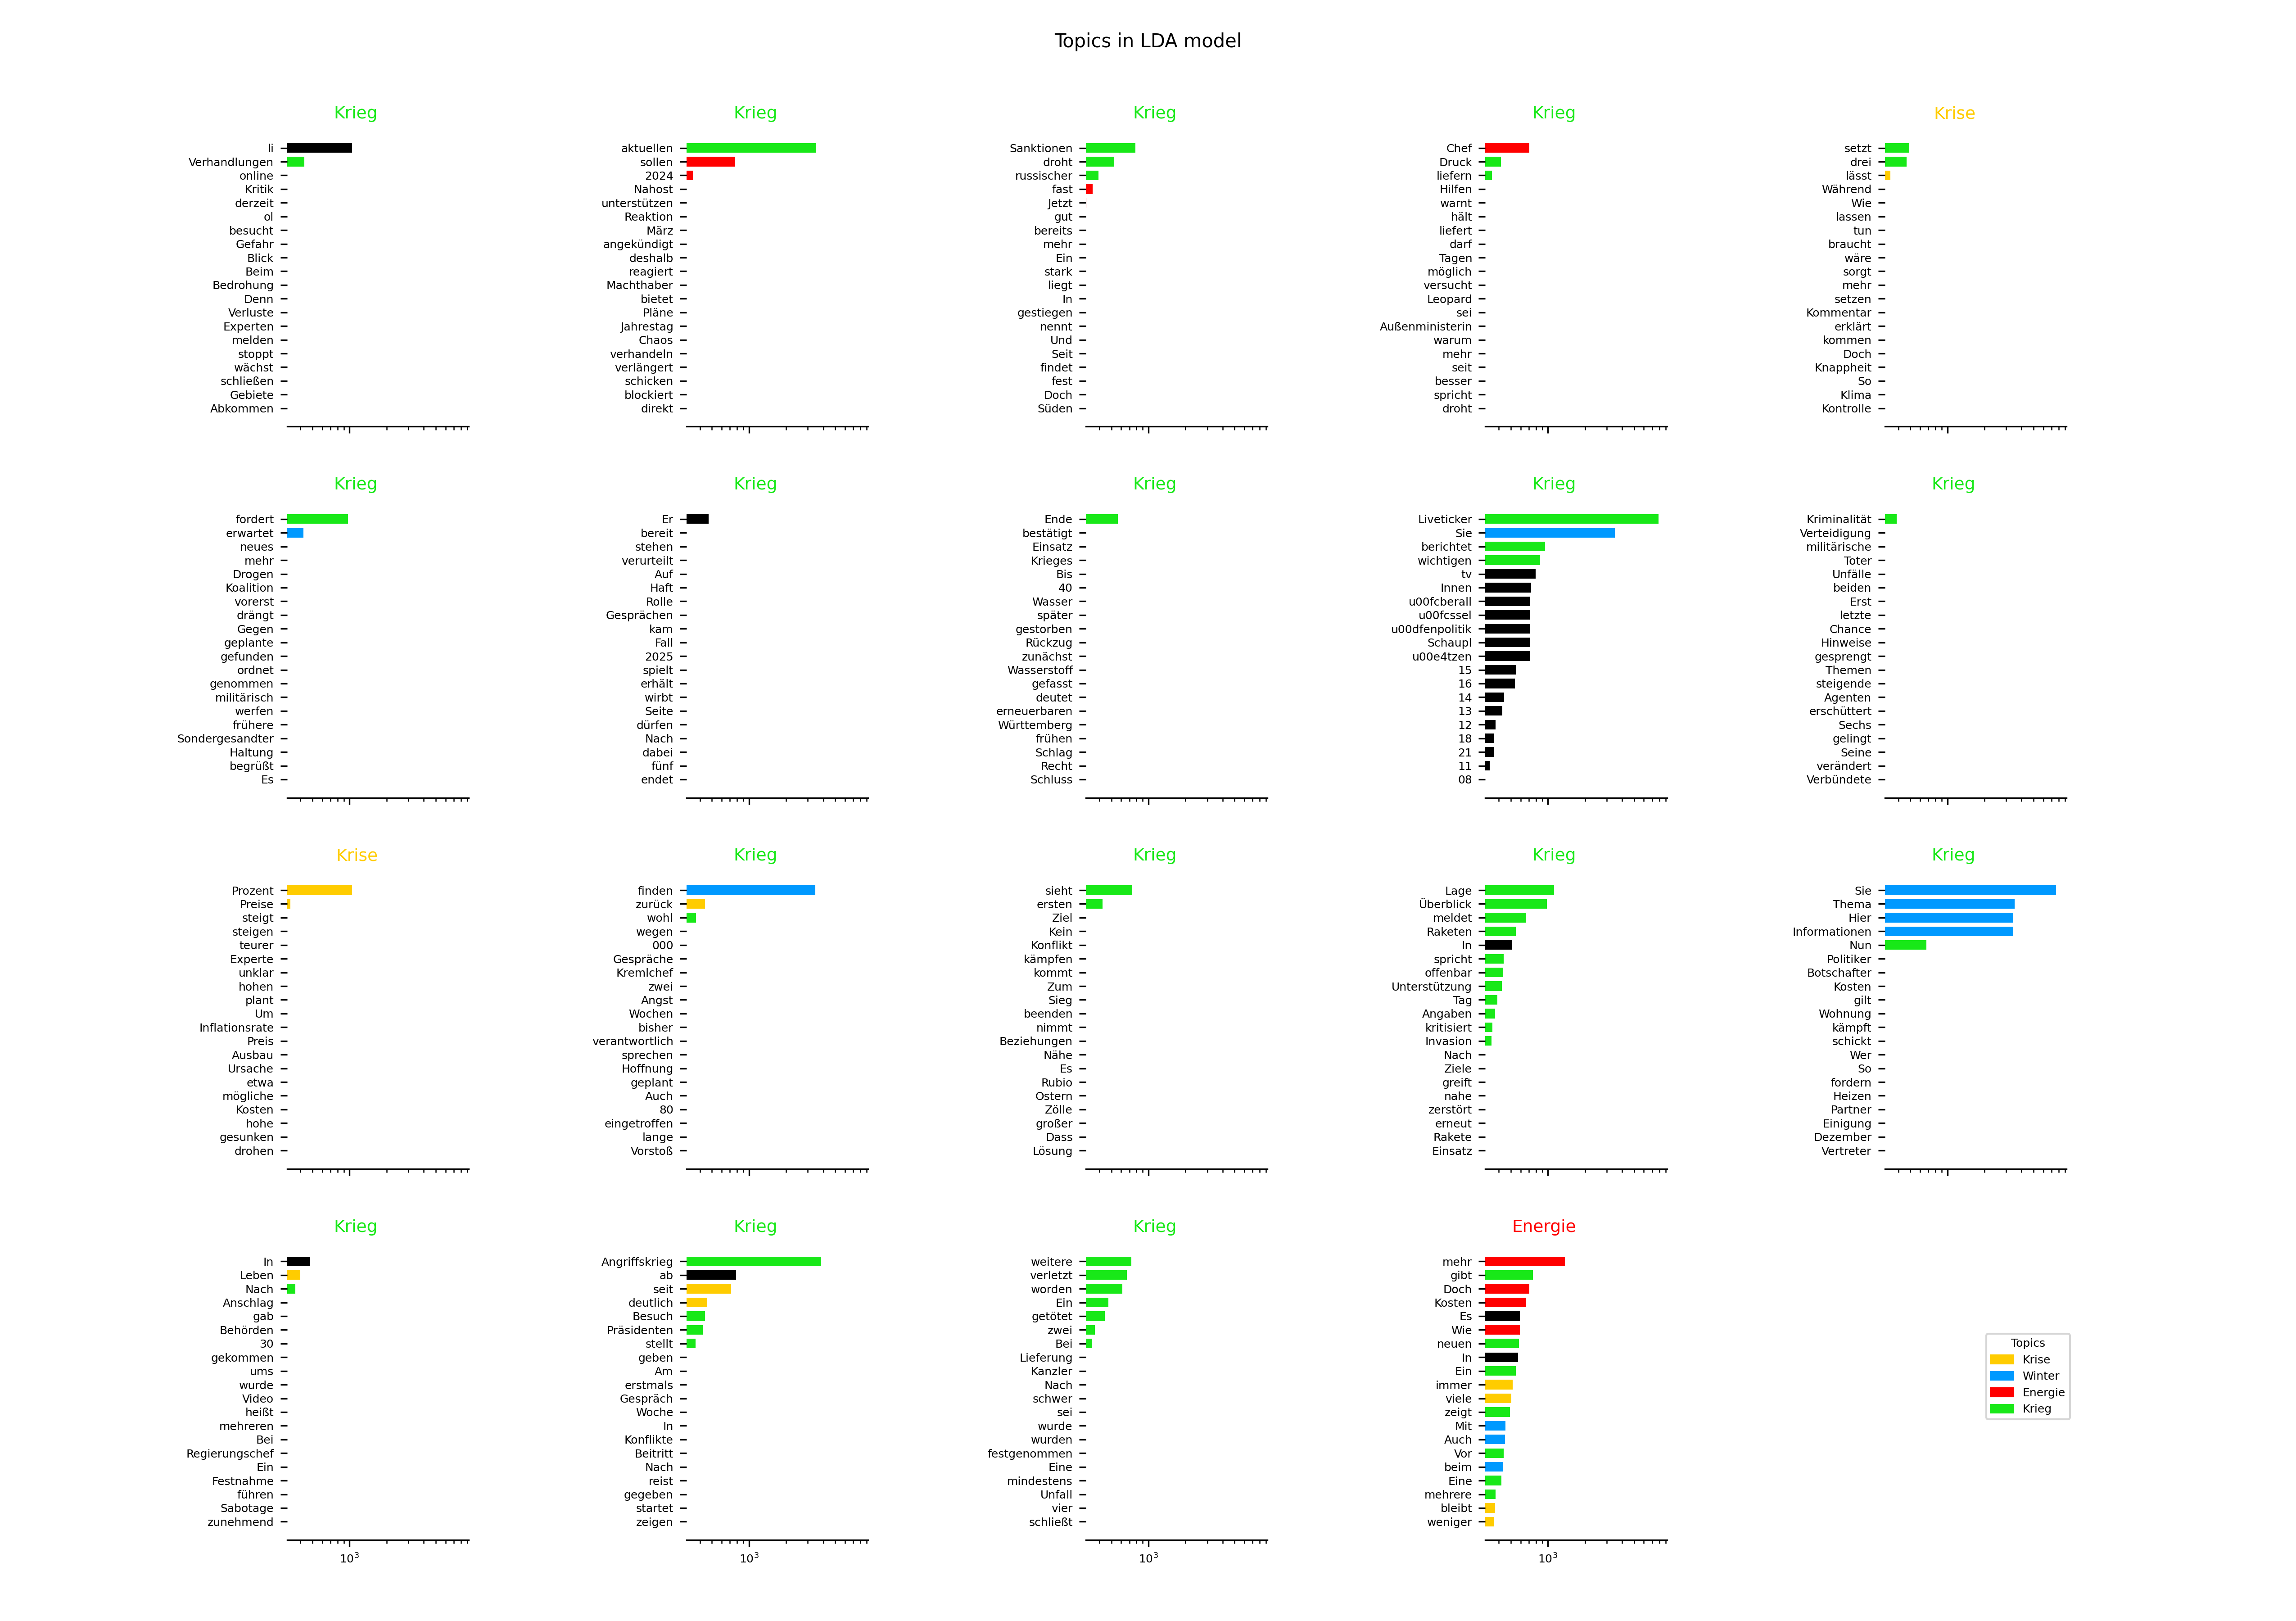 Topics in LDA model
Krieg
li
Verhandlungen
online
Kritik
derzeit
ol
besucht
Gefahr
Blick
Beim
Bedrohung
Denn
Verluste
Experten
melden
stoppt
wächst
schließen
Gebiete
Abkommen
Krieg
aktuellen
sollen
2024
Nahost
unterstützen
Reaktion
März
angekündigt
deshalb
reagiert
Machthaber
bietet
Pläne
Jahrestag
Chaos
verhandeln
verlängert
schicken
blockiert
direkt
Krieg
Sanktionen
droht
russischer
fast
Jetzt
gut
bereits
mehr
Ein
stark
liegt
In
gestiegen
nennt
Und
Seit
findet
fest
Doch
Süden
Krieg
Chef
Druck
liefern
Hilfen
warnt
hält
liefert
darf
Tagen
möglich
versucht
Leopard
sei
Außenministerin
warum
mehr
seit
besser
spricht
droht
Krise
setzt
drei
lässt
Während
Wie
lassen
tun
braucht
wäre
sorgt
mehr
setzen
Kommentar
erklärt
kommen
Doch
Knappheit
So
Klima
Kontrolle
Krieg
fordert
erwartet
neues
mehr
Drogen
Koalition
vorerst
drängt
Gegen
geplante
gefunden
ordnet
genommen
militärisch
werfen
frühere
Sondergesandter
Haltung
begrüßt
Es
Krieg
Er
bereit
stehen
verurteilt
Auf
Haft
Rolle
Gesprächen
kam
Fall
2025
spielt
erhält
wirbt
Seite
dürfen
Nach
dabei
fünf
endet
Krieg
Ende
bestätigt
Einsatz
Krieges
Bis
40
Wasser
später
gestorben
Rückzug
zunächst
Wasserstoff
gefasst
deutet
erneuerbaren
Württemberg
frühen
Schlag
Recht
Schluss
Krieg
Liveticker
Sie
berichtet
wichtigen
tv
Innen
u00fcberall
u00fcssel
u00dfenpolitik
Schaupl
u00e4tzen
15
16
14
13
12
18
21
11
08
Krieg
Kriminalität
Verteidigung
militärische
Toter
Unfälle
beiden
Erst
letzte
Chance
Hinweise
gesprengt
Themen
steigende
Agenten
erschüttert
Sechs
gelingt
Seine
verändert
Verbündete
Krise
Prozent
Preise
steigt
steigen
teurer
Experte
unklar
hohen
plant
Um
Inflationsrate
Preis
Ausbau
Ursache
etwa
mögliche
Kosten
hohe
gesunken
drohen
Krieg
finden
zurück
wohl
wegen
000
Gespräche
Kremlchef
zwei
Angst
Wochen
bisher
verantwortlich
sprechen
Hoffnung
geplant
Auch
80
eingetroffen
lange
Vorstoß
Krieg
sieht
ersten
Ziel
Kein
Konflikt
kämpfen
kommt
Zum
Sieg
beenden
nimmt
Beziehungen
Nähe
Es
Rubio
Ostern
Zölle
großer
Dass
Lösung
Krieg
Lage
Überblick
meldet
Raketen
In
spricht
offenbar
Unterstützung
Tag
Angaben
kritisiert
Invasion
Nach
Ziele
greift
nahe
zerstört
erneut
Rakete
Einsatz
Krieg
Sie
Thema
Hier
Informationen
Nun
Politiker
Botschafter
Kosten
gilt
Wohnung
kämpft
schickt
Wer
So
fordern
Heizen
Partner
Einigung
Dezember
Vertreter
Krieg
In
Leben
Nach
Anschlag
gab
Behörden
30
gekommen
ums
wurde
Video
heißt
mehreren
Bei
Regierungschef
Ein
Festnahme
führen
Sabotage
zunehmend
10³
Krieg
Angriffskrieg
ab
seit
deutlich
Besuch
Präsidenten
stellt
geben
Am
erstmals
Gespräch
Woche
In
Konflikte
Beitritt
Nach
reist
gegeben
startet
zeigen
10³
Krieg
weitere
verletzt
worden
Ein
getötet
zwei
Bei
Lieferung
Kanzler
Nach
schwer
sei
wurde
wurden
festgenommen
Eine
mindestens
Unfall
vier
schließt
10³
Energie
mehr
gibt
Doch
Kosten
Es
Wie
neuen
In
Ein
immer
viele
zeigt
Mit
Auch
Vor
beim
Eine
mehrere
bleibt
weniger
10³
Topics
Krise
Winter
Energie
Krieg